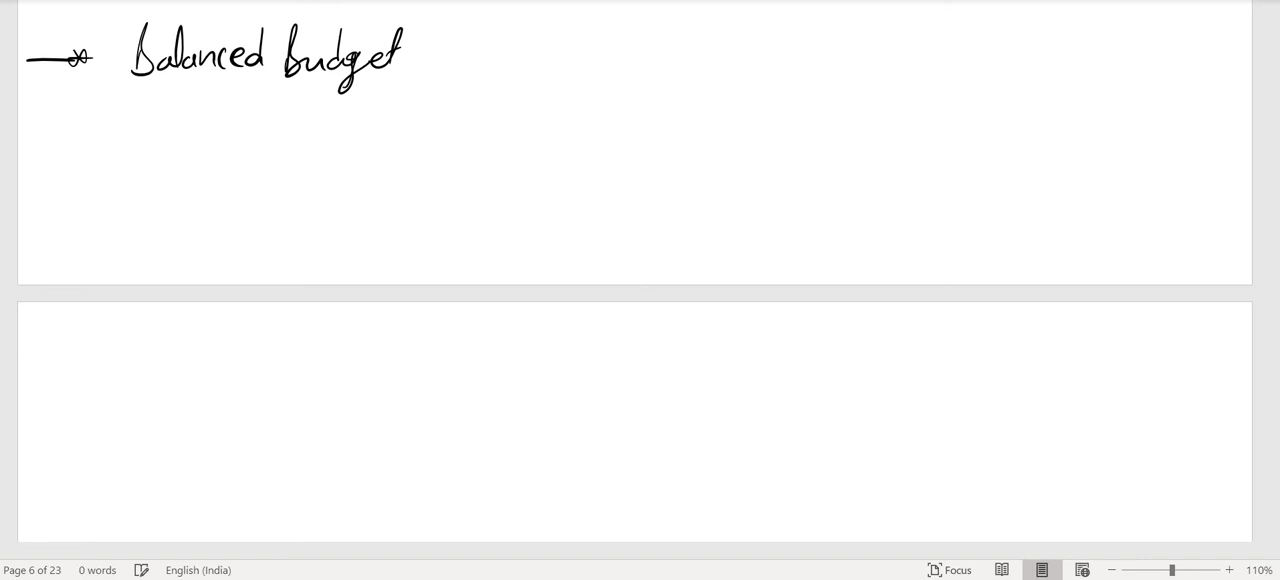 Balanced Budget
Page 6 of 23 0 words English (India) Focus 110%